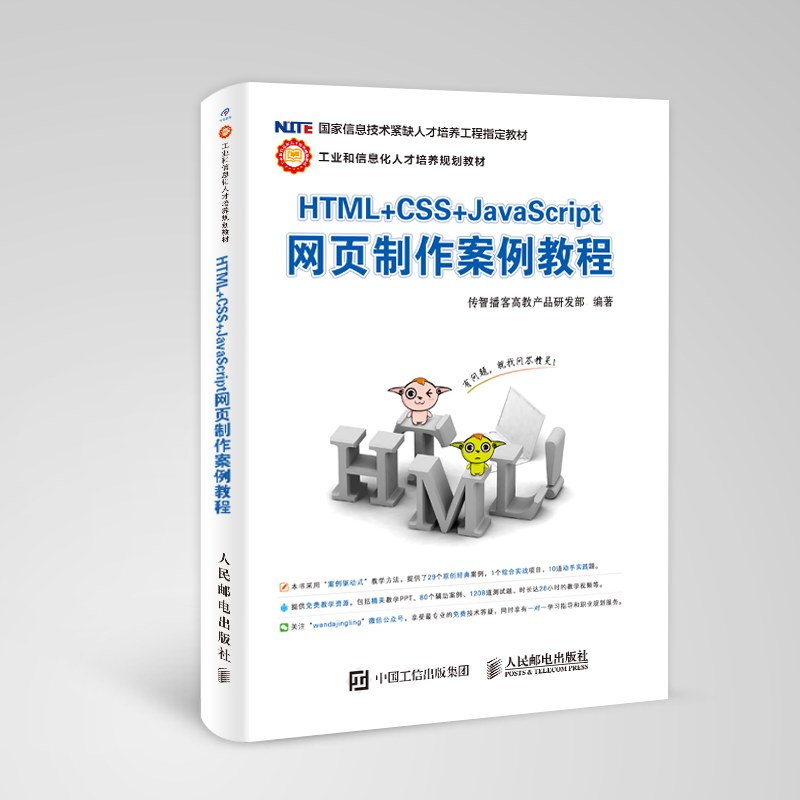 工业和信息化人才培养规划教材
HTML+CSS+JavaScript网页制作案例教程
人民邮电出版社
NITE 国家信息技术紧缺人才培养工程指定教材
工业和信息化人才培养规划教材
HTML+CSS+JavaScript
网页制作案例教程
传智播客高教产品研发部 编著
有问题，就找问答精灵！
HTML!
本书采用“案例驱动式”教学方法，提供了29个原创经典案例，1个综合实战项目，10道动手实践题。
提供免费教学资源，包括精美教学PPT、80个辅助案例、1208道测试题、时长达26小时的教学视频等。
关注“wendajingling”微信公众号，享受最专业的免费技术答疑，同时享有一对一学习指导和职业规划服务。
中国工信出版集团
人民邮电出版社
POSTS & TELECOM PRESS